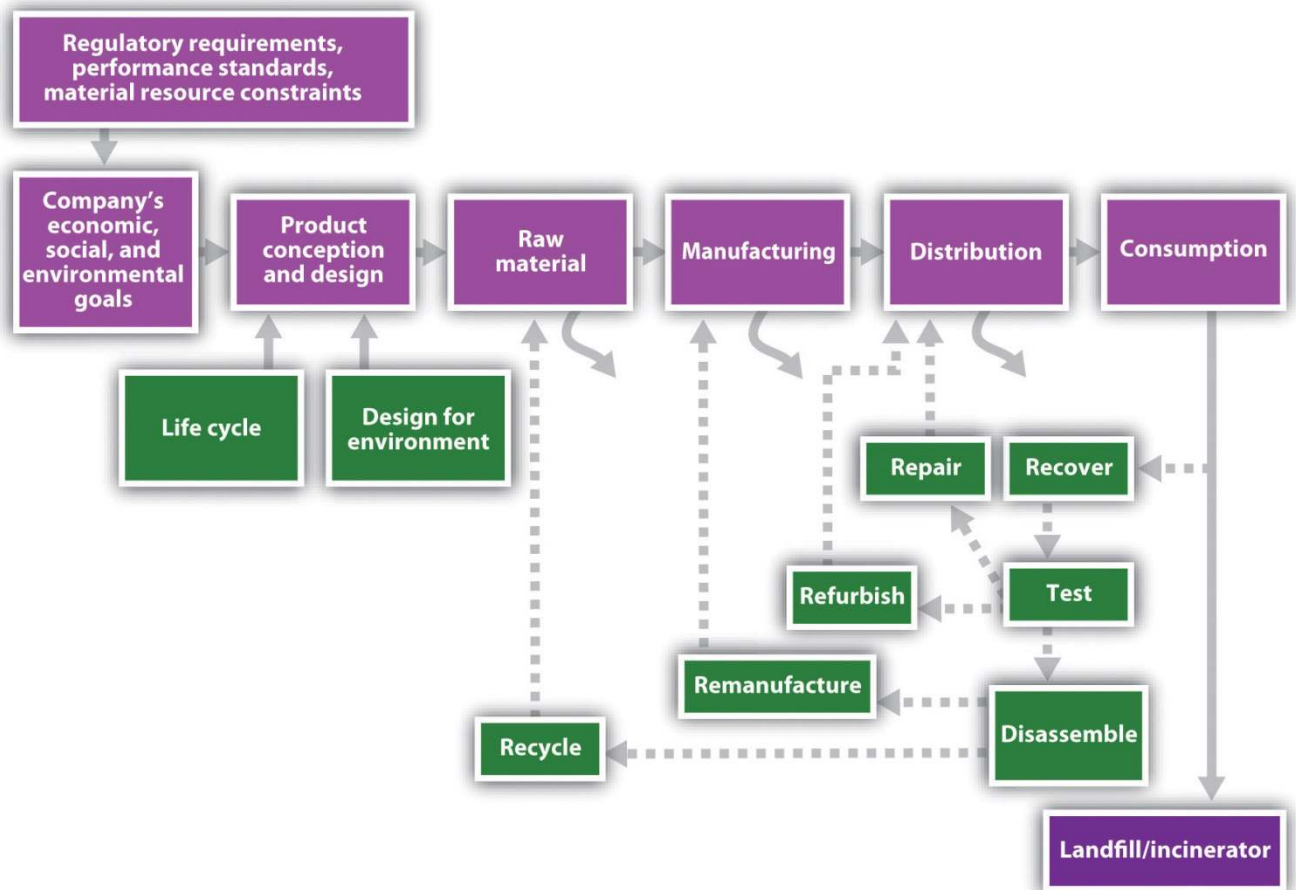 Regulatory requirements,
performance standards,
material resource constraints
Company’s
economic,
social, and
environmental
goals
Product
conception
and design
Raw
material
Manufacturing
Distribution
Consumption
Life cycle
Design for
environment
Repair
Recover
Refurbish
Test
Remanufacture
Recycle
Disassemble
Landfill/incinerator